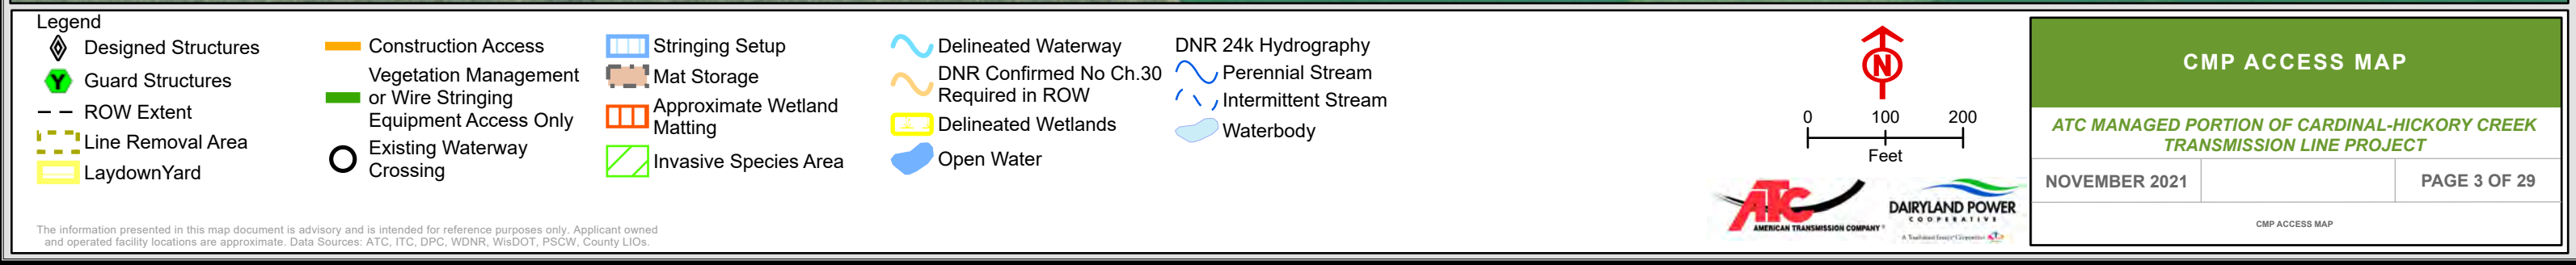 Legend
Designed Structures
Y
Guard Structures
ROW Extent
Line Removal Area
LaydownYard
Construction Access
Vegetation Management
or Wire Stringing
Equipment Access Only
Existing Waterway
Crossing
Stringing Setup
Mat Storage
Approximate Wetland
Matting
Invasive Species Area
Delineated Waterway
DNR Confirmed No Ch.30
Required in ROW
Delineated Wetlands
Open Water
DNR 24k Hydrography
Perennial Stream
Intermittent Stream
Waterbody
N
0 100 200
Feet
ATC
AMERICAN TRANSMISSION COMPANY®
DAIRYLAND POWER
COOPERATIVE
A Touchstone Energy® Cooperative
CMP ACCESS MAP
ATC MANAGED PORTION OF CARDINAL-HICKORY CREEK
TRANSMISSION LINE PROJECT
NOVEMBER 2021
PAGE 3 OF 29
CMP ACCESS MAP
The information presented in this map document is advisory and is intended for reference purposes only. Applicant owned
and operated facility locations are approximate. Data Sources: ATC, ITC, DPC, WDNR, WisDOT, PSCW, County LIOs.